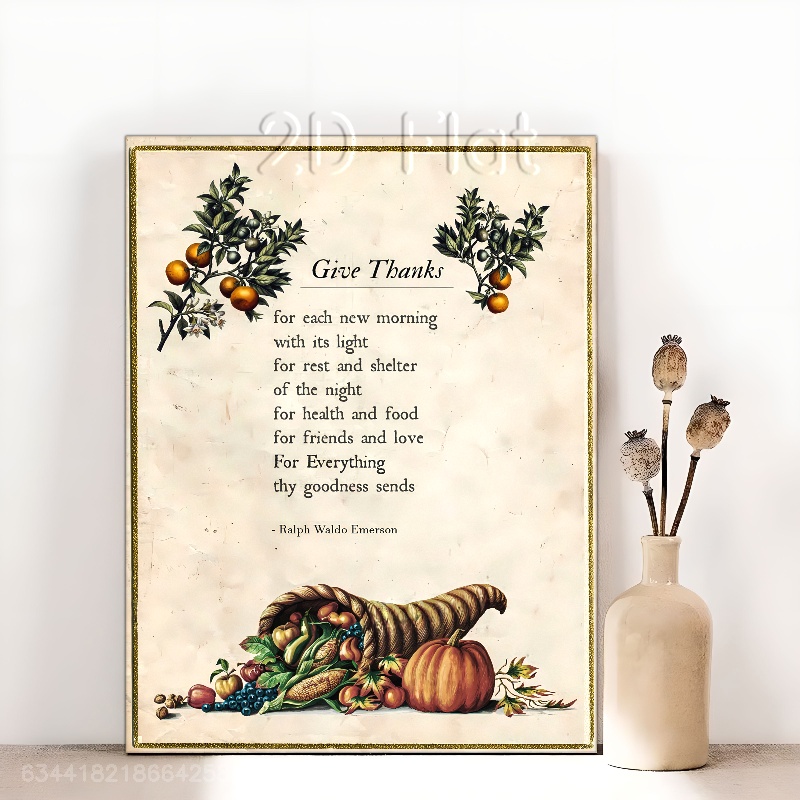 2D Flat
Give Thanks
for each new morning
with its light
for rest and shelter
of the night
for health and food
for friends and love
For Everything
thy goodness sends
- Ralph Waldo Emerson